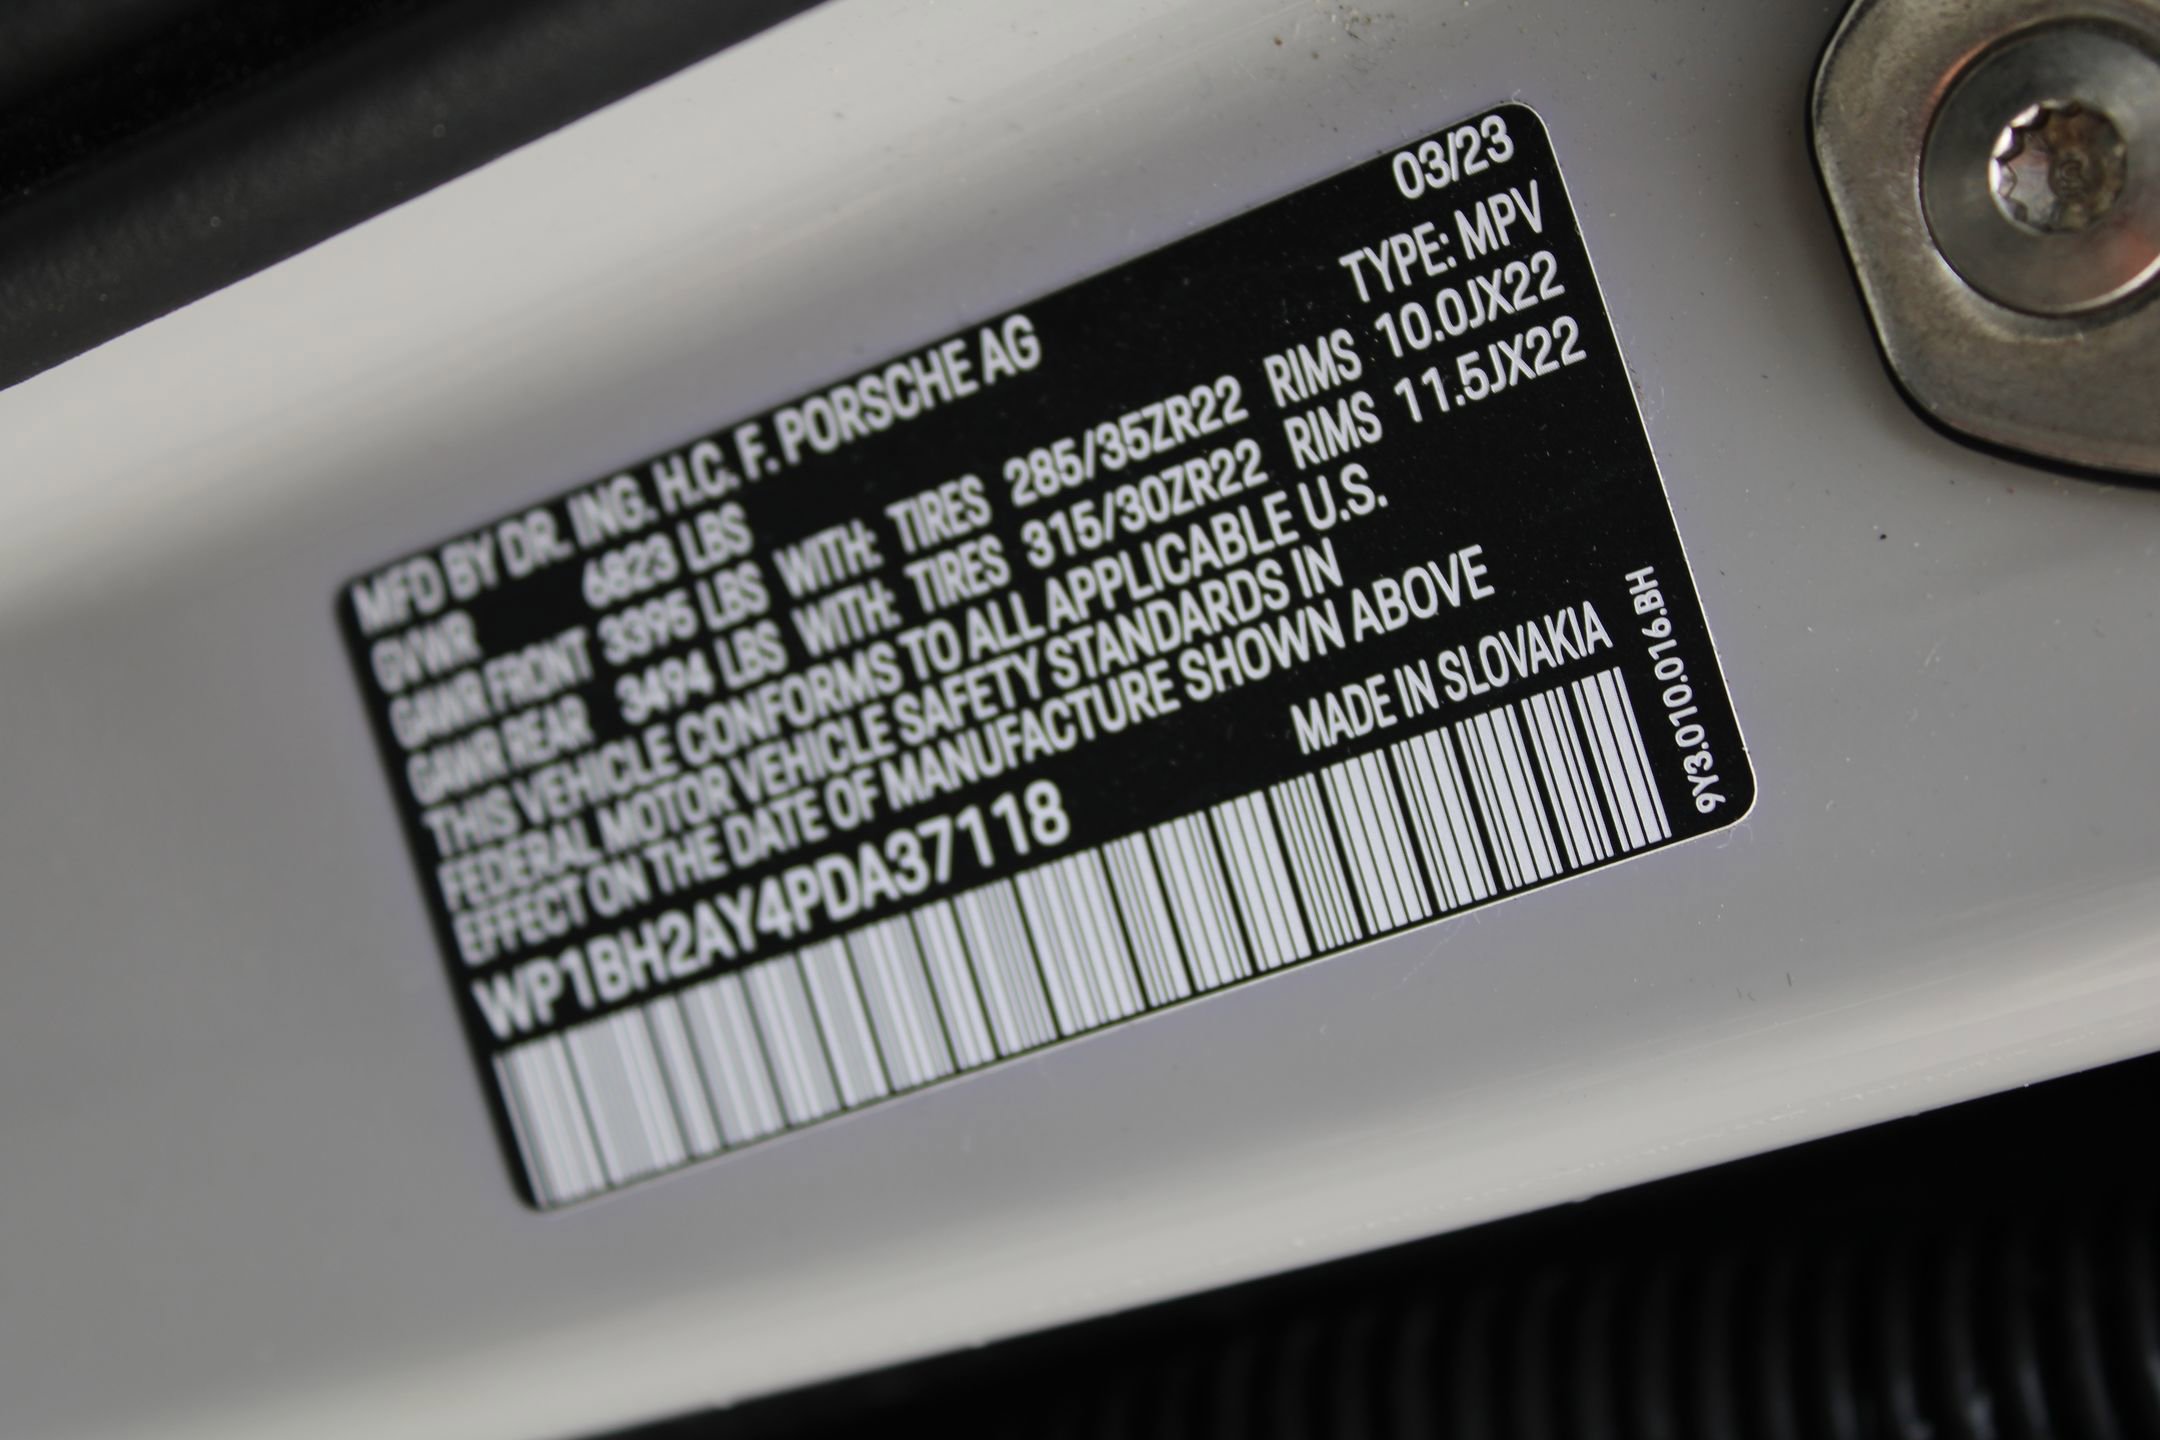 MFD BY DR. ING. H.C. F. PORSCHE AG 03/23
GVWR 6823 LBS TYPE: MPV
GAWR FRONT 3395 LBS WITH: TIRES 285/35ZR22 RIMS 10.0JX22
GAWR REAR 3494 LBS WITH: TIRES 315/30ZR22 RIMS 11.5JX22
THIS VEHICLE CONFORMS TO ALL APPLICABLE U.S.
FEDERAL MOTOR VEHICLE SAFETY STANDARDS IN
EFFECT ON THE DATE OF MANUFACTURE SHOWN ABOVE
WP1BH2AY4PDA37118 MADE IN SLOVAKIA
9Y3.010.016.BH